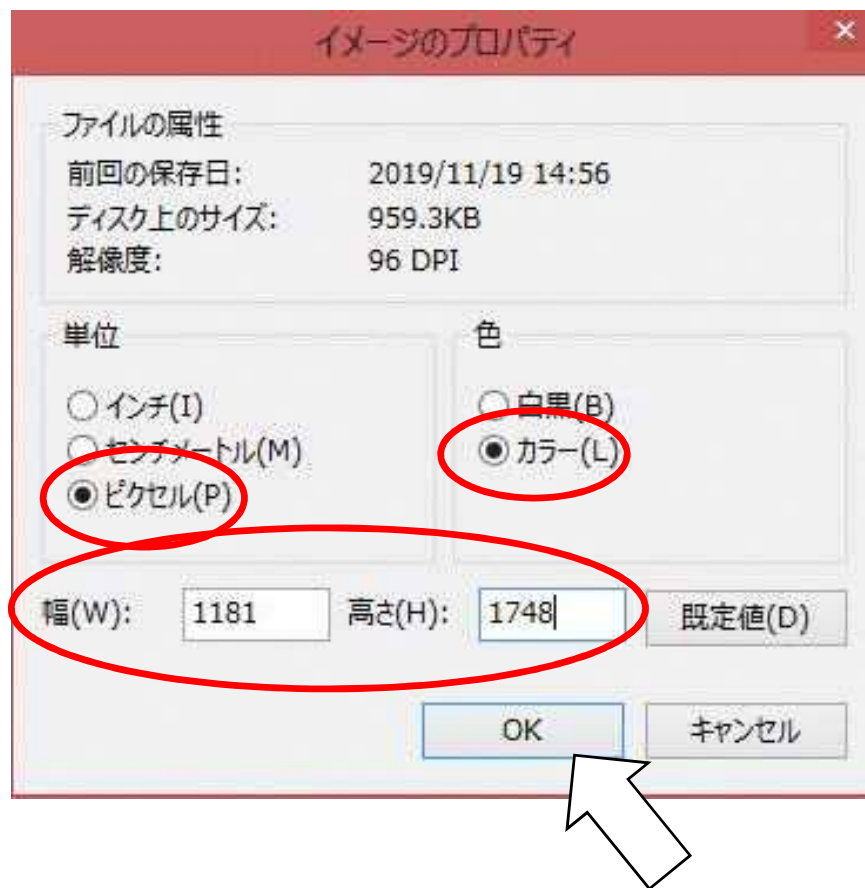 イメージのプロパティ
ファイルの属性
前回の保存日: 2019/11/19 14:56
ディスク上のサイズ: 959.3KB
解像度: 96 DPI
単位
インチ(I)
センチメートル(M)
ピクセル(P)
色
白黒(B)
カラー(L)
幅(W): 1181 高さ(H): 1748 既定値(D)
OK キャンセル